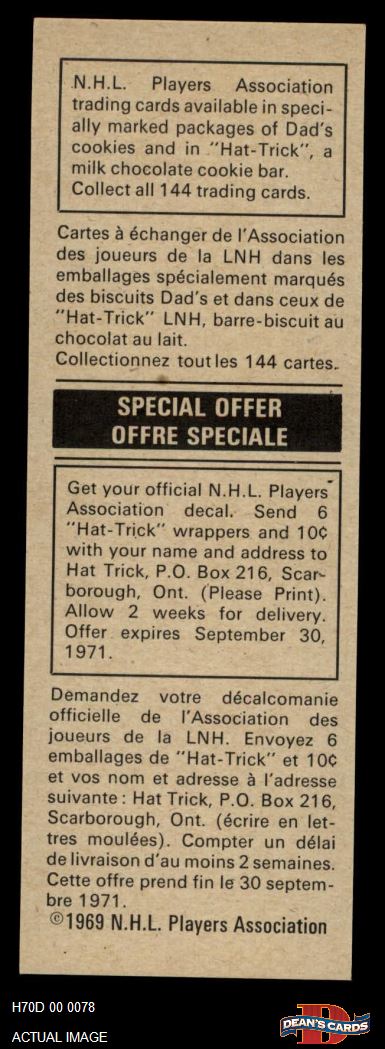 N.H.L. Players Association
trading cards available in speci-
ally marked packages of Dad's
cookies and in "Hat-Trick", a
milk chocolate cookie bar.
Collect all 144 trading cards.
Cartes à échanger de l'Association
des joueurs de la LNH dans les
emballages spécialement marqués
des biscuits Dad's et dans ceux de
"Hat-Trick" LNH, barre-biscuit au
chocolat au lait.
Collectionnez toutles 144 cartes.
SPECIAL OFFER
OFFRE SPECIALE
Get your official N.H.L. Players
Association decal. Send 6
"Hat-Trick" wrappers and 10¢
with your name and address to
Hat Trick, P.O. Box 216, Scar-
borough, Ont. (Please Print).
Allow 2 weeks for delivery.
Offer expires September 30,
1971.
Demandez votre décalcomanie
officielle de l'Association des
joueurs de la LNH. Envoyez 6
emballages de "Hat-Trick" et 10¢
et vos nom et adresse à l'adresse
suivante: Hat Trick, P.O. Box 216,
Scarborough, Ont. (écrire en let-
tres moulées). Compter un délai
de livraison d'au moins 2 semaines.
Cette offre prend fin le 30 septem-
bre 1971.
©1969 N.H.L. Players Association
H70D 00 0078
ACTUAL IMAGE
D
DEAN'S CARDS